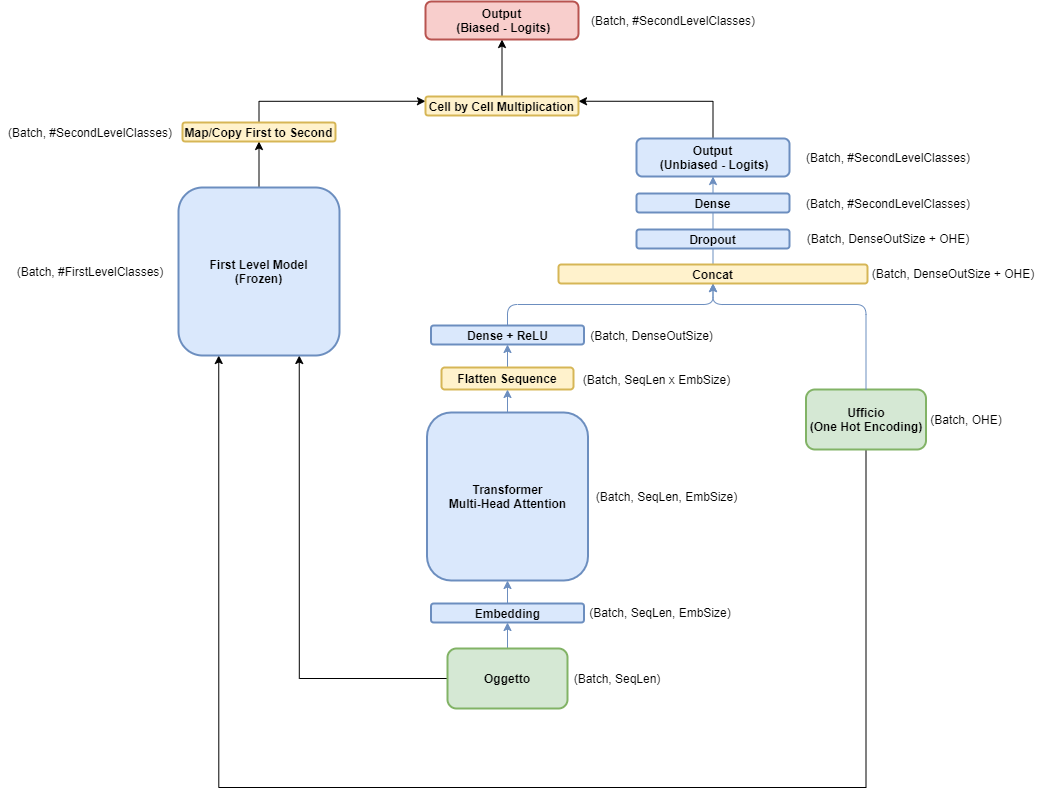 Output
(Biased - Logits)
(Batch, #SecondLevelClasses)
Cell by Cell Multiplication
(Batch, #SecondLevelClasses)
Map/Copy First to Second
Output
(Unbiased - Logits)
(Batch, #SecondLevelClasses)
Dense
(Batch, #SecondLevelClasses)
Dropout
(Batch, DenseOutSize + OHE)
(Batch, #FirstLevelClasses)
First Level Model
(Frozen)
Concat
(Batch, DenseOutSize + OHE)
Dense + ReLU
(Batch, DenseOutSize)
Flatten Sequence
(Batch, SeqLen x EmbSize)
Ufficio
(One Hot Encoding)
(Batch, OHE)
Transformer
Multi-Head Attention
(Batch, SeqLen, EmbSize)
Embedding
(Batch, SeqLen, EmbSize)
Oggetto
(Batch, SeqLen)